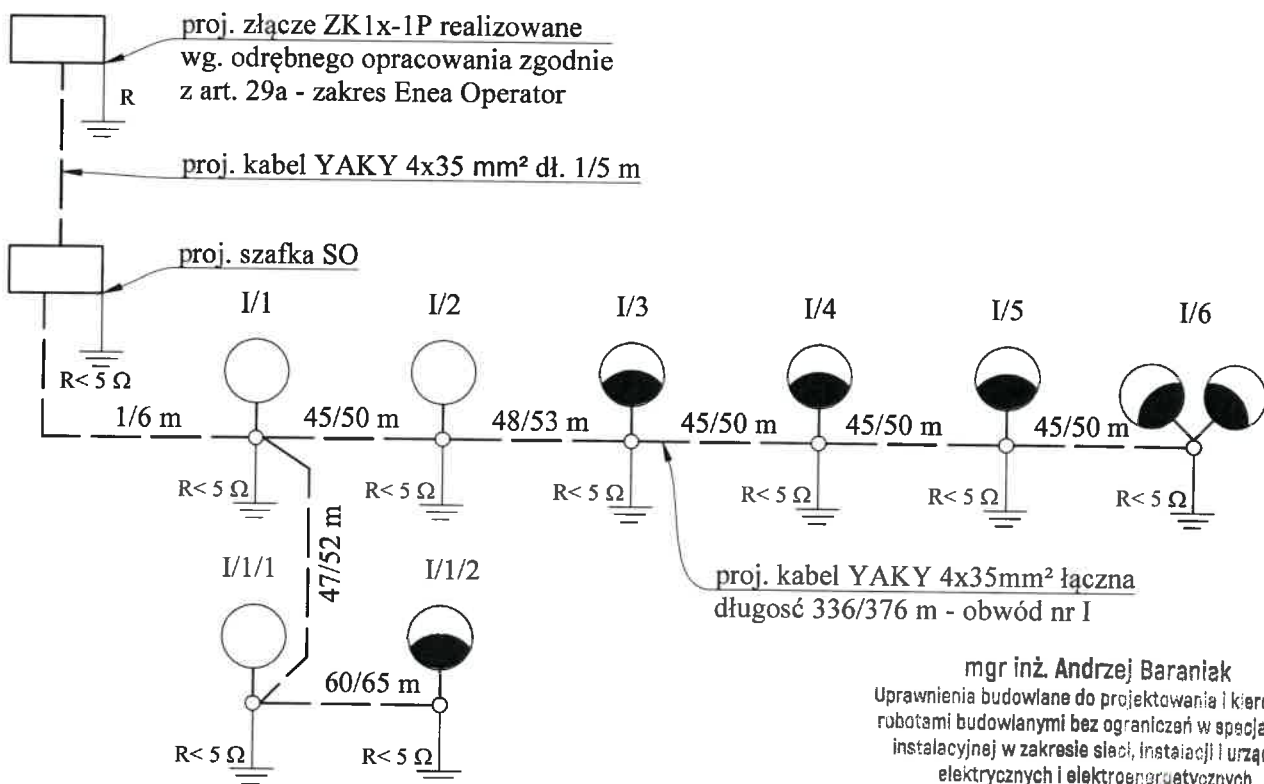 proj. złącze ZK1x-1P realizowane
wg. odrębnego opracowania zgodnie
z art. 29a - zakres Enea Operator
R
proj. kabel YAKY 4x35 mm² dł. 1/5 m
proj. szafka SO
I/1
I/2
I/3
I/4
I/5
I/6
R< 5 Ω
1/6 m
45/50 m
48/53 m
45/50 m
45/50 m
45/50 m
R< 5 Ω
R< 5 Ω
R< 5 Ω
R< 5 Ω
R< 5 Ω
R< 5 Ω
47/52 m
I/1/1
I/1/2
proj. kabel YAKY 4x35mm² łączna
długosć 336/376 m - obwód nr I
60/65 m
R< 5 Ω
R< 5 Ω
mgr inż. Andrzej Baraniak
Uprawnienia budowlane do projektowania i kiero
robotami budowlanymi bez ograniczeń w specja
instalacyjnej w zakresie sieci, instalacji i urzą
elektrycznych i elektroenergetycznych